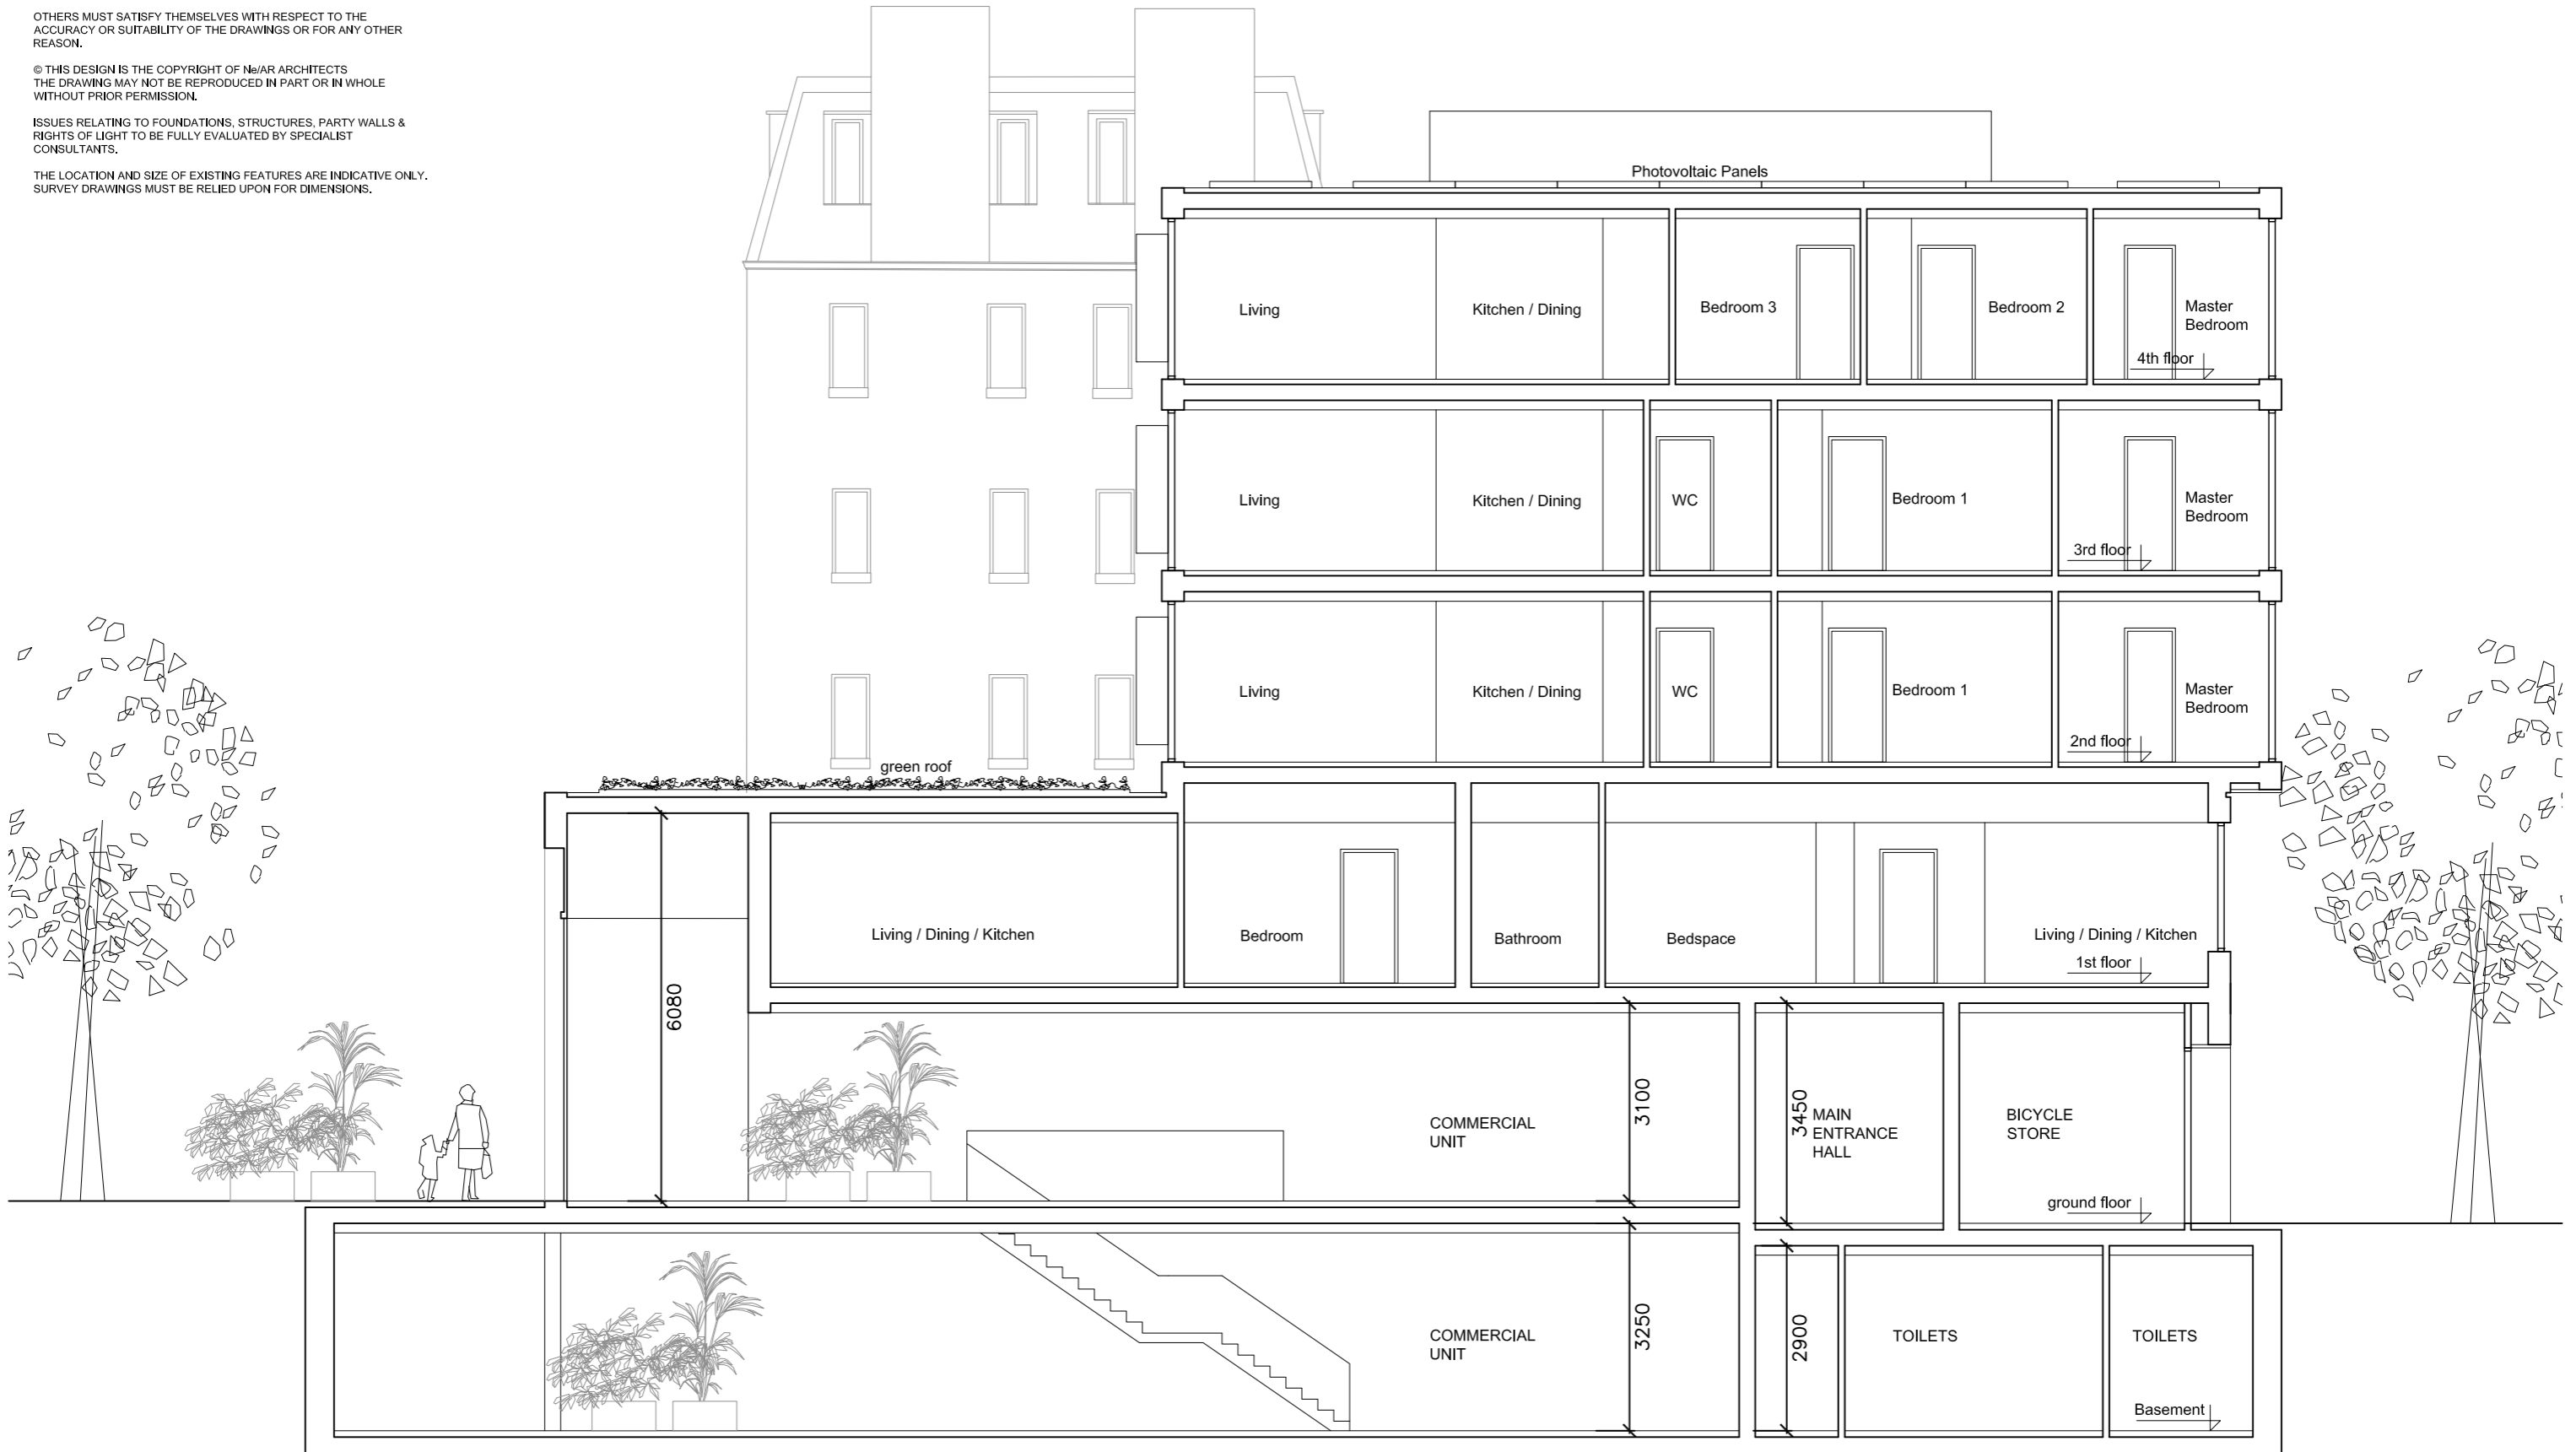 OTHERS MUST SATISFY THEMSELVES WITH RESPECT TO THE
ACCURACY OR SUITABILITY OF THE DRAWINGS OR FOR ANY OTHER
REASON.
© THIS DESIGN IS THE COPYRIGHT OF Ne/AR ARCHITECTS
THE DRAWING MAY NOT BE REPRODUCED IN PART OR IN WHOLE
WITHOUT PRIOR PERMISSION.
ISSUES RELATING TO FOUNDATIONS, STRUCTURES, PARTY WALLS &
RIGHTS OF LIGHT TO BE FULLY EVALUATED BY SPECIALIST
CONSULTANTS.
THE LOCATION AND SIZE OF EXISTING FEATURES ARE INDICATIVE ONLY.
SURVEY DRAWINGS MUST BE RELIED UPON FOR DIMENSIONS.
Photovoltaic Panels
Living
Kitchen / Dining
Bedroom 3
Bedroom 2
Master
Bedroom
4th floor
Living
Kitchen / Dining
WC
Bedroom 1
Master
Bedroom
3rd floor
Living
Kitchen / Dining
WC
Bedroom 1
Master
Bedroom
2nd floor
green roof
Living / Dining / Kitchen
Bedroom
Bathroom
Bedspace
Living / Dining / Kitchen
1st floor
6080
COMMERCIAL
UNIT
3100
3450
MAIN
ENTRANCE
HALL
BICYCLE
STORE
ground floor
COMMERCIAL
UNIT
3250
2900
TOILETS
TOILETS
Basement